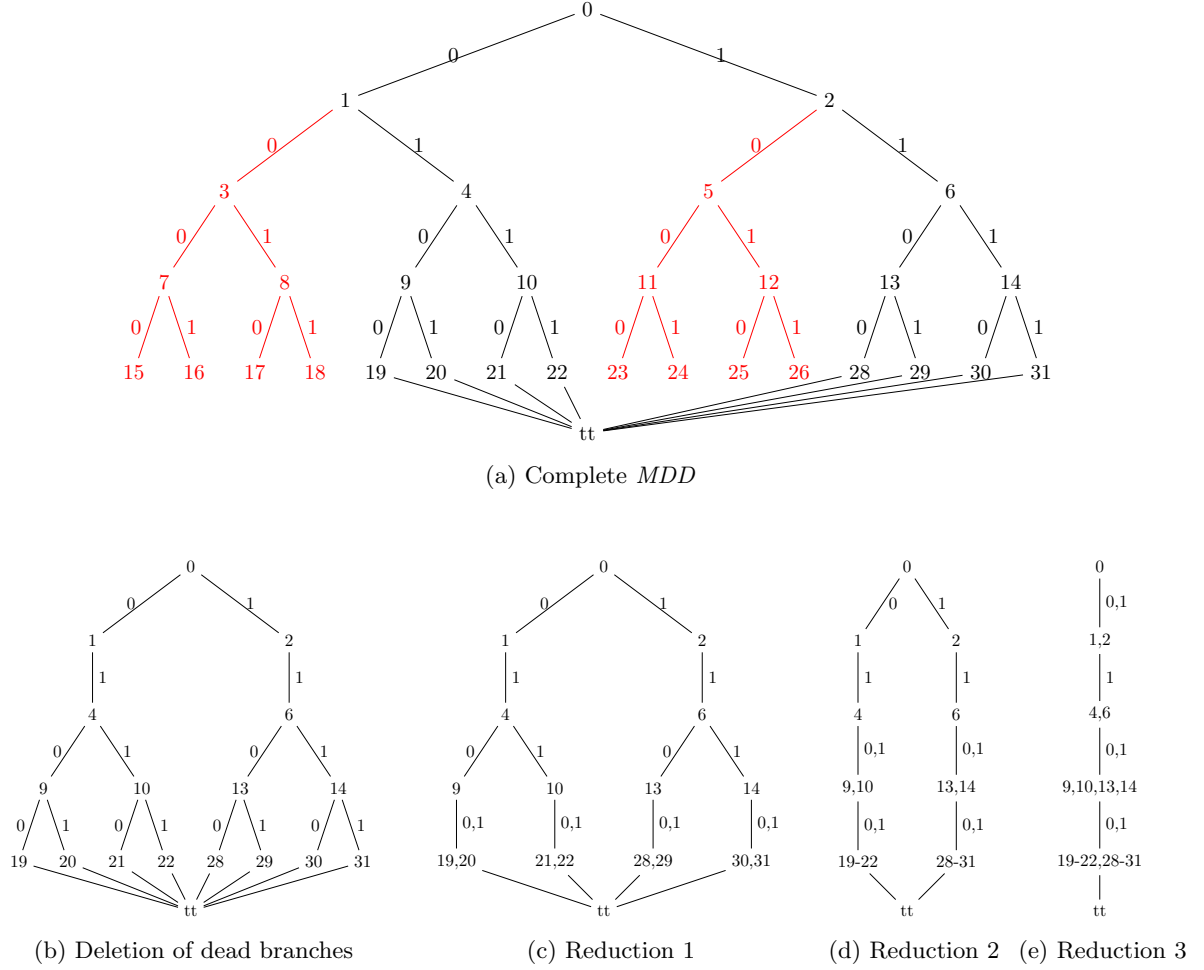 0
0 1
1 2
0 1 0 1
3 4 5 6
0 1 0 1 0 1 0 1
7 8 9 10 11 12 13 14
0 1 0 1 0 1 0 1 0 1 0 1 0 1 0 1
15 16 17 18 19 20 21 22 23 24 25 26 28 29 30 31
tt
(a) Complete MDD
0
0 1
1 2
1 1
4 6
0 1 0 1
9 10 13 14
0 1 0 1 0 1 0 1
19 20 21 22 28 29 30 31
tt
(b) Deletion of dead branches
0
0 1
1 2
1 1
4 6
0 1 0 1
9 10 13 14
0,1 0,1 0,1 0,1
19,20 21,22 28,29 30,31
tt
(c) Reduction 1
0
0 1
1 2
1 1
4 6
0,1 0,1
9,10 13,14
0,1 0,1
19-22 28-31
tt
(d) Reduction 2
0
0,1
1,2
1
4,6
0,1
9,10,13,14
0,1
19-22,28-31
tt
(e) Reduction 3